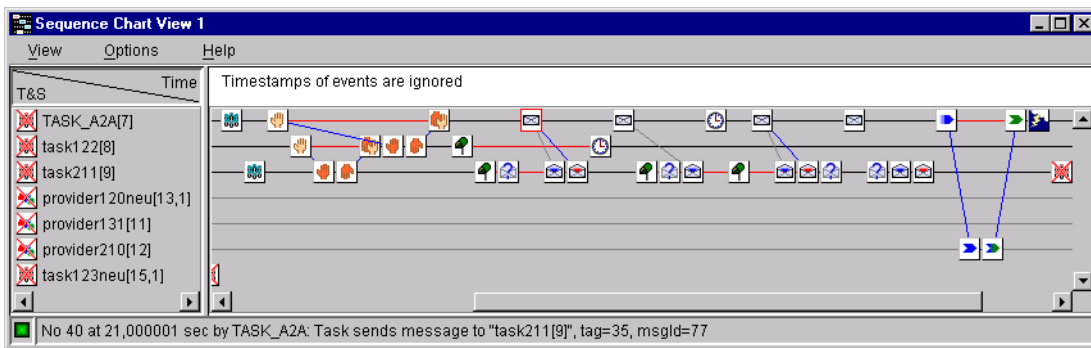 Sequence Chart View 1
View Options Help
Time
T&S
Timestamps of events are ignored
TASK_A2A[7]
task122[8]
task211[9]
provider120neu[13,1]
provider131[11]
provider210[12]
task123neu[15,1]
No 40 at 21,000001 sec by TASK_A2A: Task sends message to "task211[9]", tag=35, msgId=77